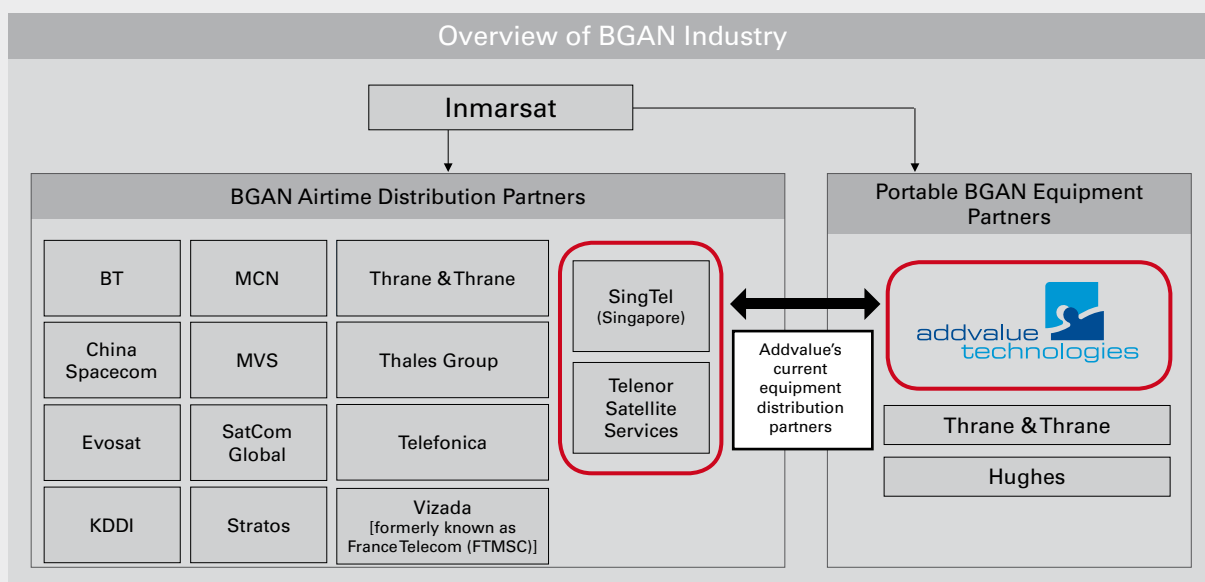 Overview of BGAN Industry
Inmarsat
BGAN Airtime Distribution Partners
BT
MCN
Thrane & Thrane
China
Spacecom
MVS
Thales Group
Evosat
SatCom
Global
Telefonica
KDDI
Stratos
Vizada
[formerly known as
France Telecom (FTMSC)]
SingTel
(Singapore)
Telenor
Satellite
Services
Addvalue's
current
equipment
distribution
partners
Portable BGAN Equipment
Partners
addvalue
technologies
Thrane & Thrane
Hughes